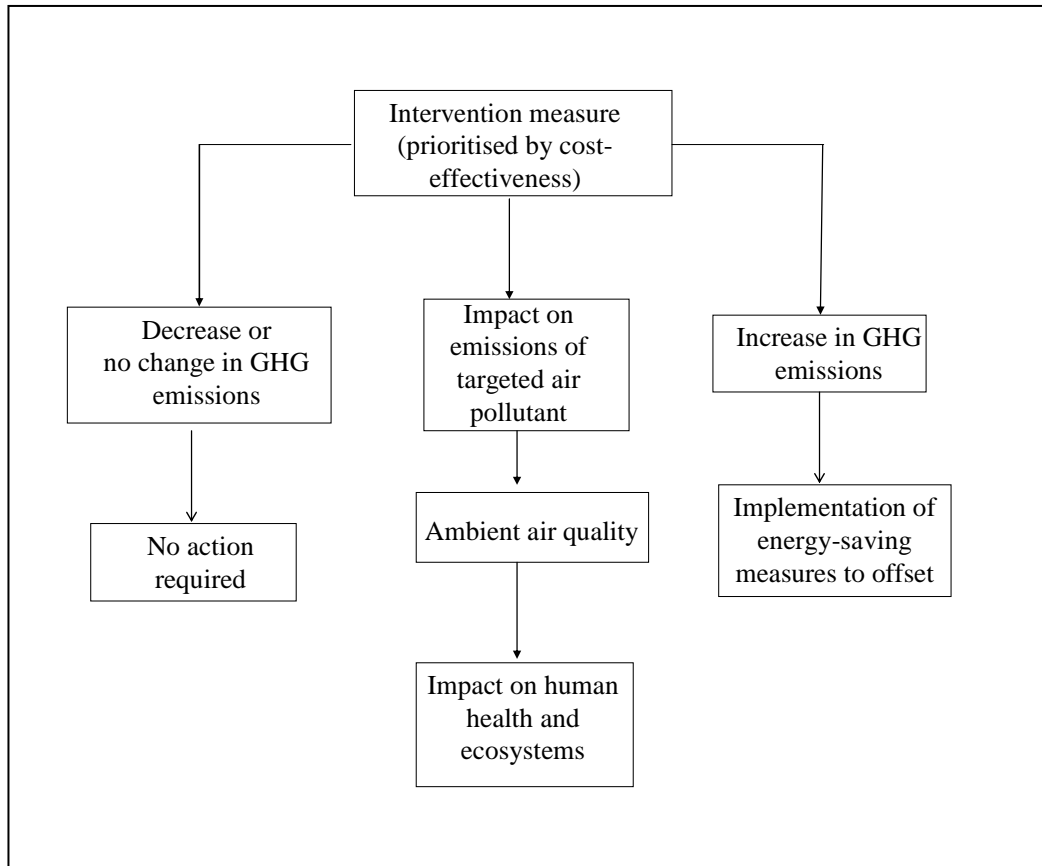 Intervention measure
(prioritised by cost-
effectiveness)
Decrease or
no change in GHG
emissions
Impact on
emissions of
targeted air
pollutant
Increase in GHG
emissions
No action
required
Ambient air quality
Implementation of
energy-saving
measures to offset
Impact on human
health and
ecosystems